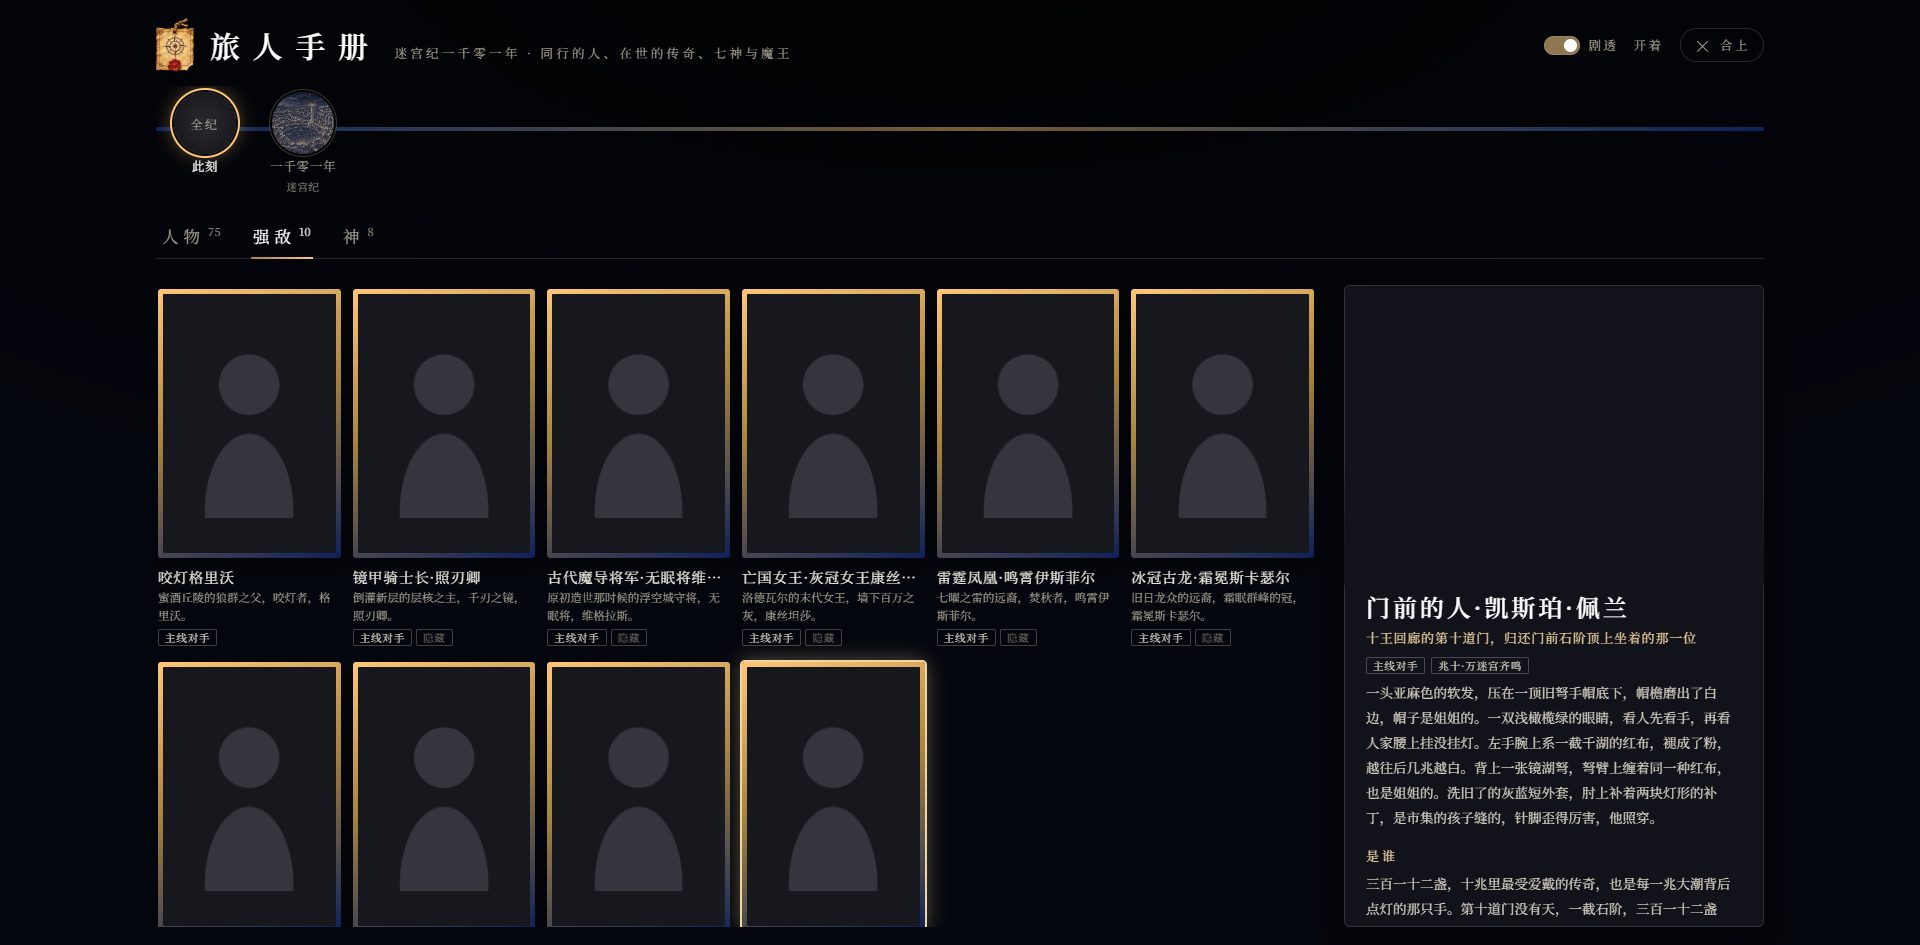 旅人手册
迷宫纪一千零一年 · 同行的人、在世的传奇、七神与魔王
剧透 开着
合上
全纪
此刻
一千零一年
迷宫纪
人物 75
强敌 10
神 8
咬灯格里沃
蜜酒丘陵的狼群之父，咬灯者，格
里沃。
主线对手
镜甲骑士长·照刃卿
倒灌新层的层核之主，千刃之镜，
照刃卿。
主线对手 隐藏
古代魔导将军·无眠将维…
原初造世那时候的浮空城守将，无
眠将，维格拉斯。
主线对手 隐藏
亡国女王·灰冠女王康丝…
洛德瓦尔的末代女王，墙下百万之
灰，康丝坦莎。
主线对手 隐藏
雷霆凤凰·鸣霄伊斯菲尔
七曜之雷的远裔，焚秋者，鸣霄伊
斯菲尔。
主线对手 隐藏
冰冠古龙·霜冕斯卡瑟尔
旧日龙众的远裔，霜眠群峰的冠，
霜冕斯卡瑟尔。
主线对手 隐藏
门前的人·凯斯珀·佩兰
十王回廊的第十道门，归还门前石阶顶上坐着的那一位
主线对手 兆十·万迷宫齐鸣
一头亚麻色的软发，压在一顶旧弩手帽底下，帽檐磨出了白
边，帽子是姐姐的。一双浅橄榄绿的眼睛，看人先看手，再看
人家腰上挂没挂灯。左手腕上系一截千湖的红布，褪成了粉，
越往后几兆越白。背上一张镜湖弩，弩臂上缠着同一种红布，
也是姐姐的。洗旧了的灰蓝短外套，肘上补着两块灯形的补
丁，是市集的孩子缝的，针脚歪得厉害，他照穿。
是谁
三百一十二盏，十兆里最受爱戴的传奇，也是每一兆大潮背后
点灯的那只手。第十道门没有天，一截石阶，三百一十二盏